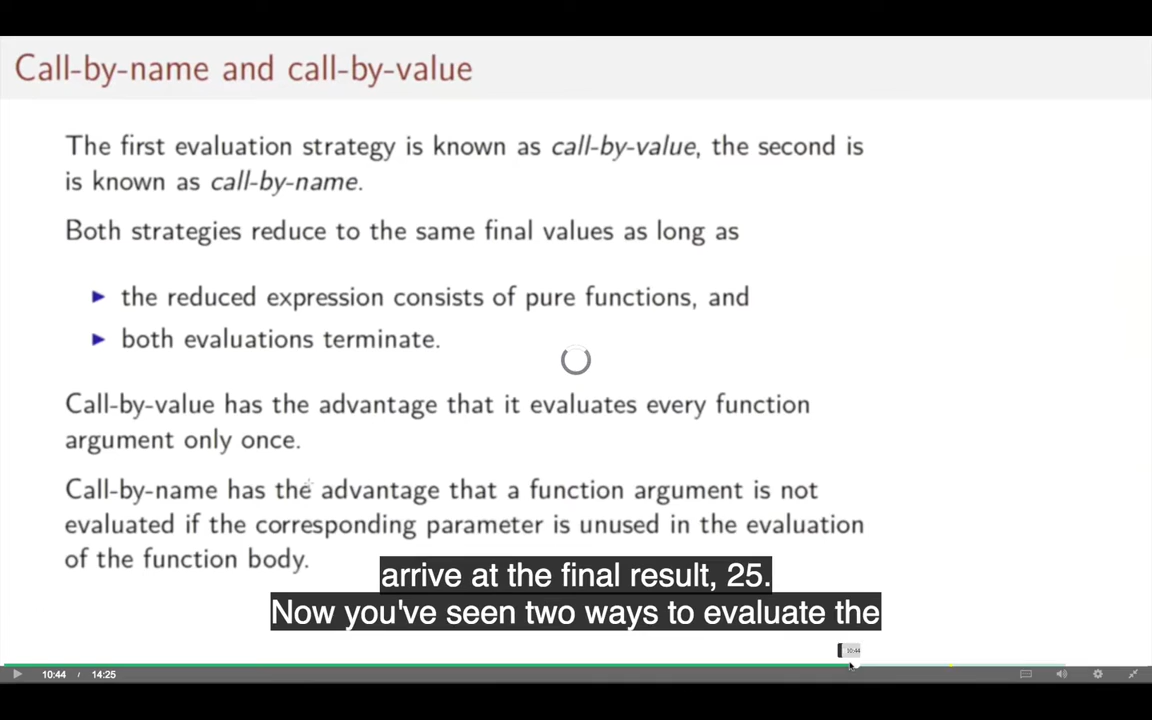 Call-by-name and call-by-value
The first evaluation strategy is known as call-by-value, the second is
is known as call-by-name.
Both strategies reduce to the same final values as long as
the reduced expression consists of pure functions, and
both evaluations terminate.
Call-by-value has the advantage that it evaluates every function
argument only once.
Call-by-name has the advantage that a function argument is not
evaluated if the corresponding parameter is unused in the evaluation
of the function body.
arrive at the final result, 25.
Now you've seen two ways to evaluate the
10:44
10:44 / 14:25